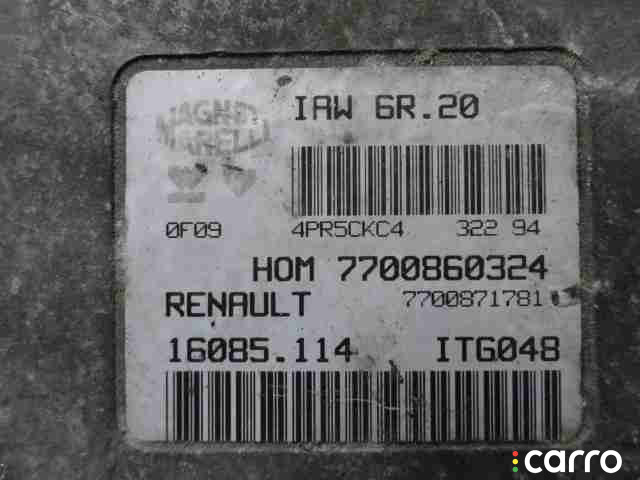 MAGNETI
MARELLI
IAW 6R.20
0F09 4PR5CKC4 322 94
HOM 7700860324
RENAULT 7700871781
16085.114 ITG048
carro